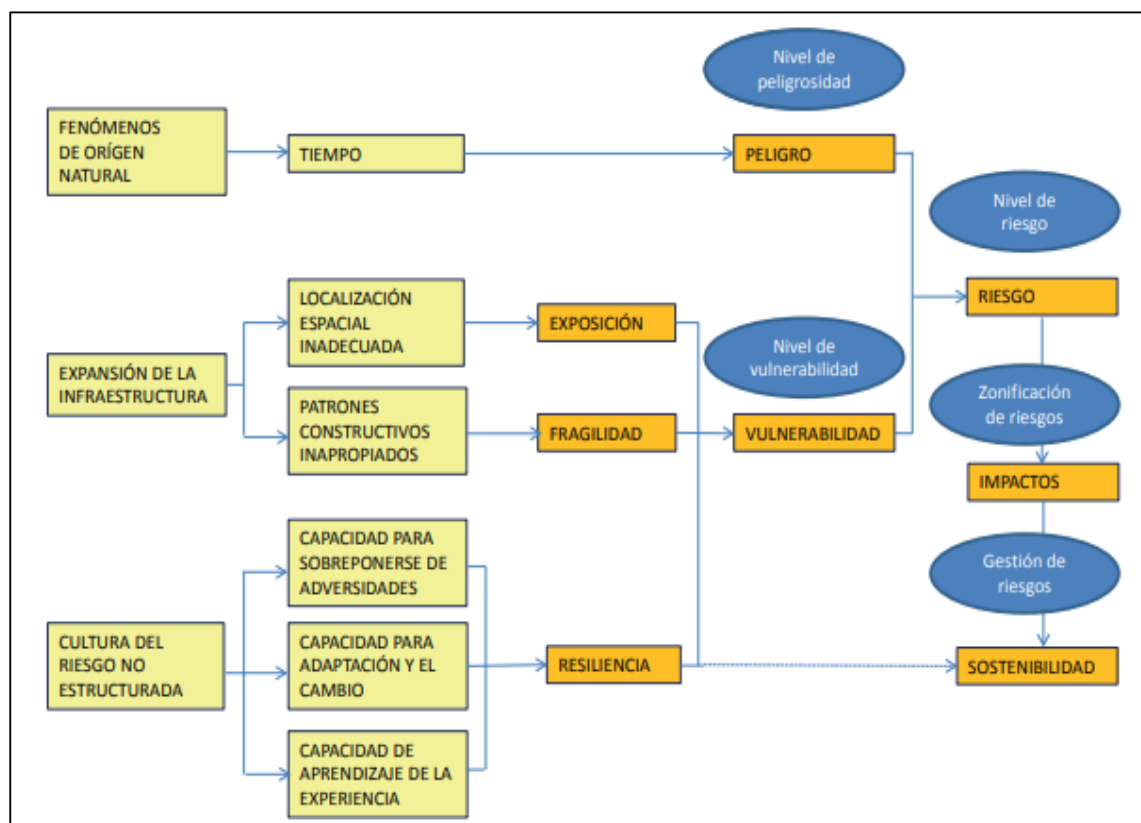 Nivel de
peligrosidad
FENÓMENOS
DE ORÍGEN
NATURAL
TIEMPO
PELIGRO
Nivel de
riesgo
LOCALIZACIÓN
ESPACIAL
INADECUADA
EXPOSICIÓN
RIESGO
EXPANSIÓN DE LA
INFRAESTRUCTURA
Nivel de
vulnerabilidad
PATRONES
CONSTRUCTIVOS
INAPROPIADOS
FRAGILIDAD
VULNERABILIDAD
Zonificación
de riesgos
IMPACTOS
CAPACIDAD PARA
SOBREPONERSE DE
ADVERSIDADES
Gestión de
riesgos
CULTURA DEL
RIESGO NO
ESTRUCTURADA
CAPACIDAD PARA
ADAPTACIÓN Y EL
CAMBIO
RESILIENCIA
SOSTENIBILIDAD
CAPACIDAD DE
APRENDIZAJE DE LA
EXPERIENCIA